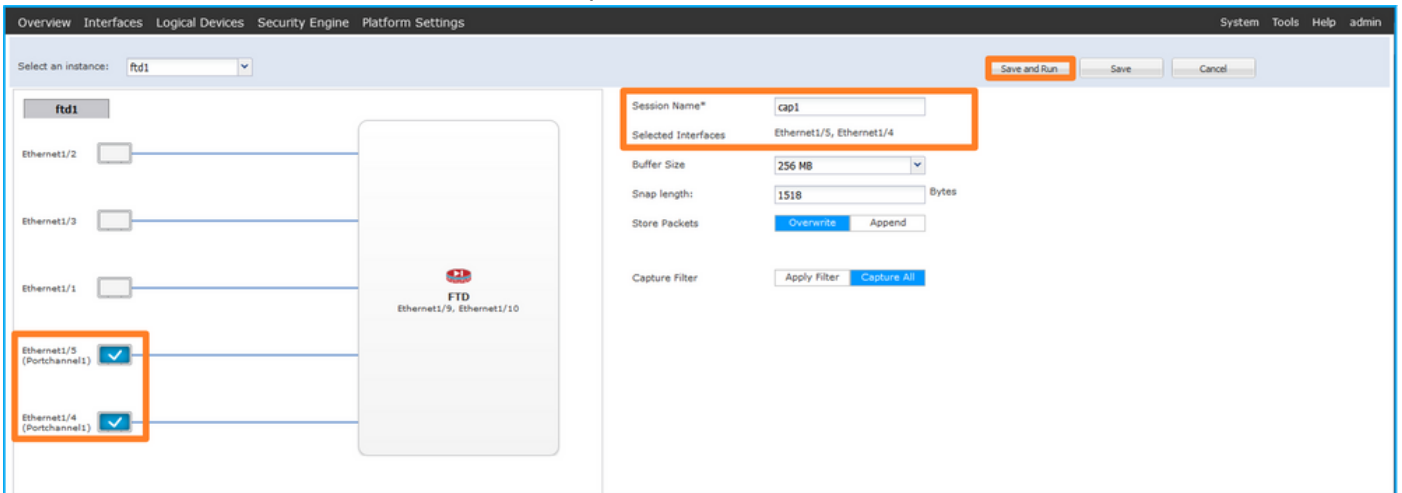 Overview Interfaces Logical Devices Security Engine Platform Settings System Tools Help admin
Select an instance: ftd1 Save and Run Save Cancel
ftd1
Ethernet1/2
Ethernet1/3
Ethernet1/1
Ethernet1/5
(Portchannel1)
Ethernet1/4
(Portchannel1)
FTD
Ethernet1/9, Ethernet1/10
Session Name* cap1
Selected Interfaces Ethernet1/5, Ethernet1/4
Buffer Size 256 MB
Snap length: 1518 Bytes
Store Packets Overwrite Append
Capture Filter Apply Filter Capture All